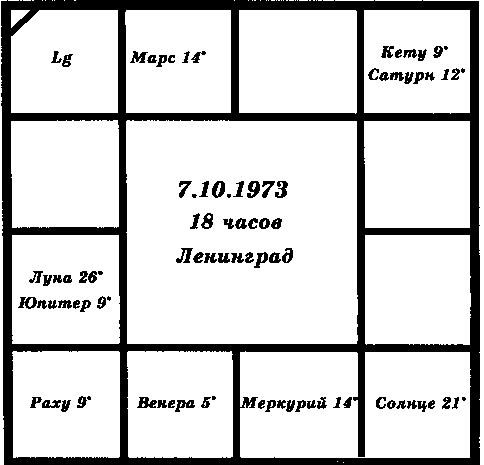 Lg
Марс 14°
Кету 9°
Сатурн 12°
7.10.1973
18 часов
Ленинград
Луна 26°
Юпитер 9°
Раху 9°
Венера 5°
Меркурий 14°
Солнце 21°